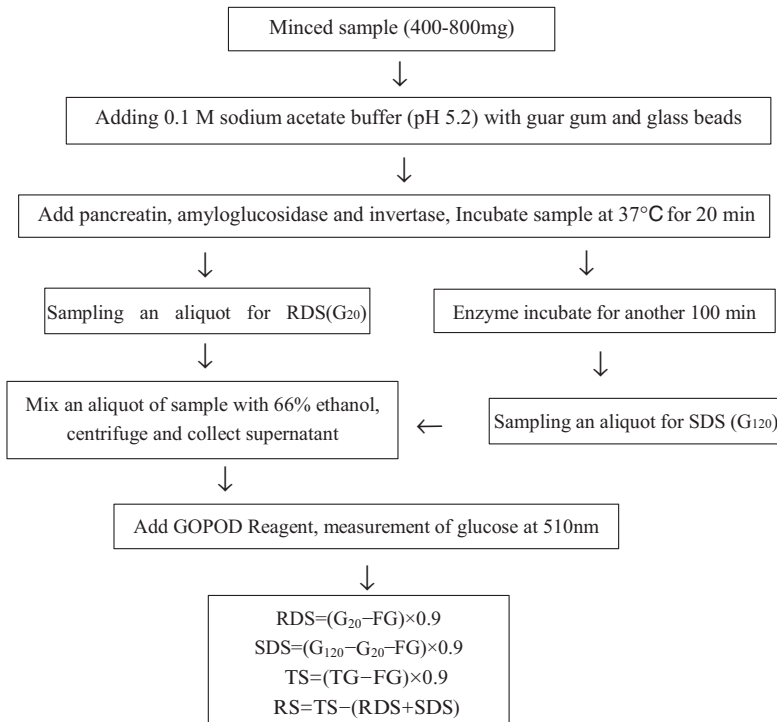 Minced sample (400-800mg)
Adding 0.1 M sodium acetate buffer (pH 5.2) with guar gum and glass beads
Add pancreatin, amyloglucosidase and invertase, Incubate sample at 37°C for 20 min
Sampling an aliquot for RDS(G₂₀)
Enzyme incubate for another 100 min
Mix an aliquot of sample with 66% ethanol,
centrifuge and collect supernatant
Sampling an aliquot for SDS (G₁₂₀)
Add GOPOD Reagent, measurement of glucose at 510nm
RDS=(G₂₀−FG)×0.9
SDS=(G₁₂₀−G₂₀−FG)×0.9
TS=(TG−FG)×0.9
RS=TS−(RDS+SDS)